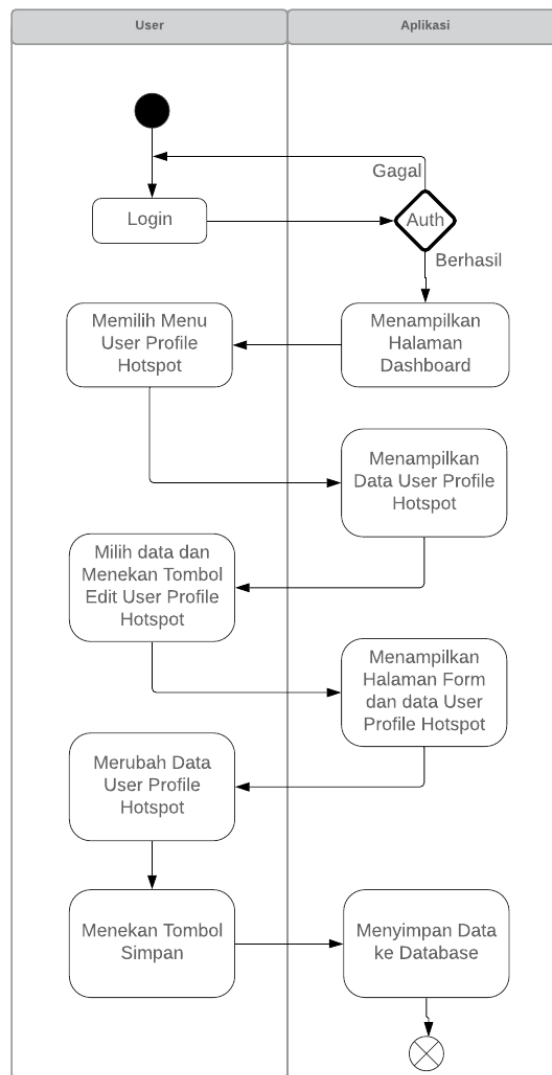 User
Aplikasi
Gagal
Login
Auth
Berhasil
Memilih Menu
User Profile
Hotspot
Menampilkan
Halaman
Dashboard
Menampilkan
Data User Profile
Hotspot
Milih data dan
Menekan Tombol
Edit User Profile
Hotspot
Menampilkan
Halaman Form
dan data User
Profile Hotspot
Merubah Data
User Profile
Hotspot
Menekan Tombol
Simpan
Menyimpan Data
ke Database